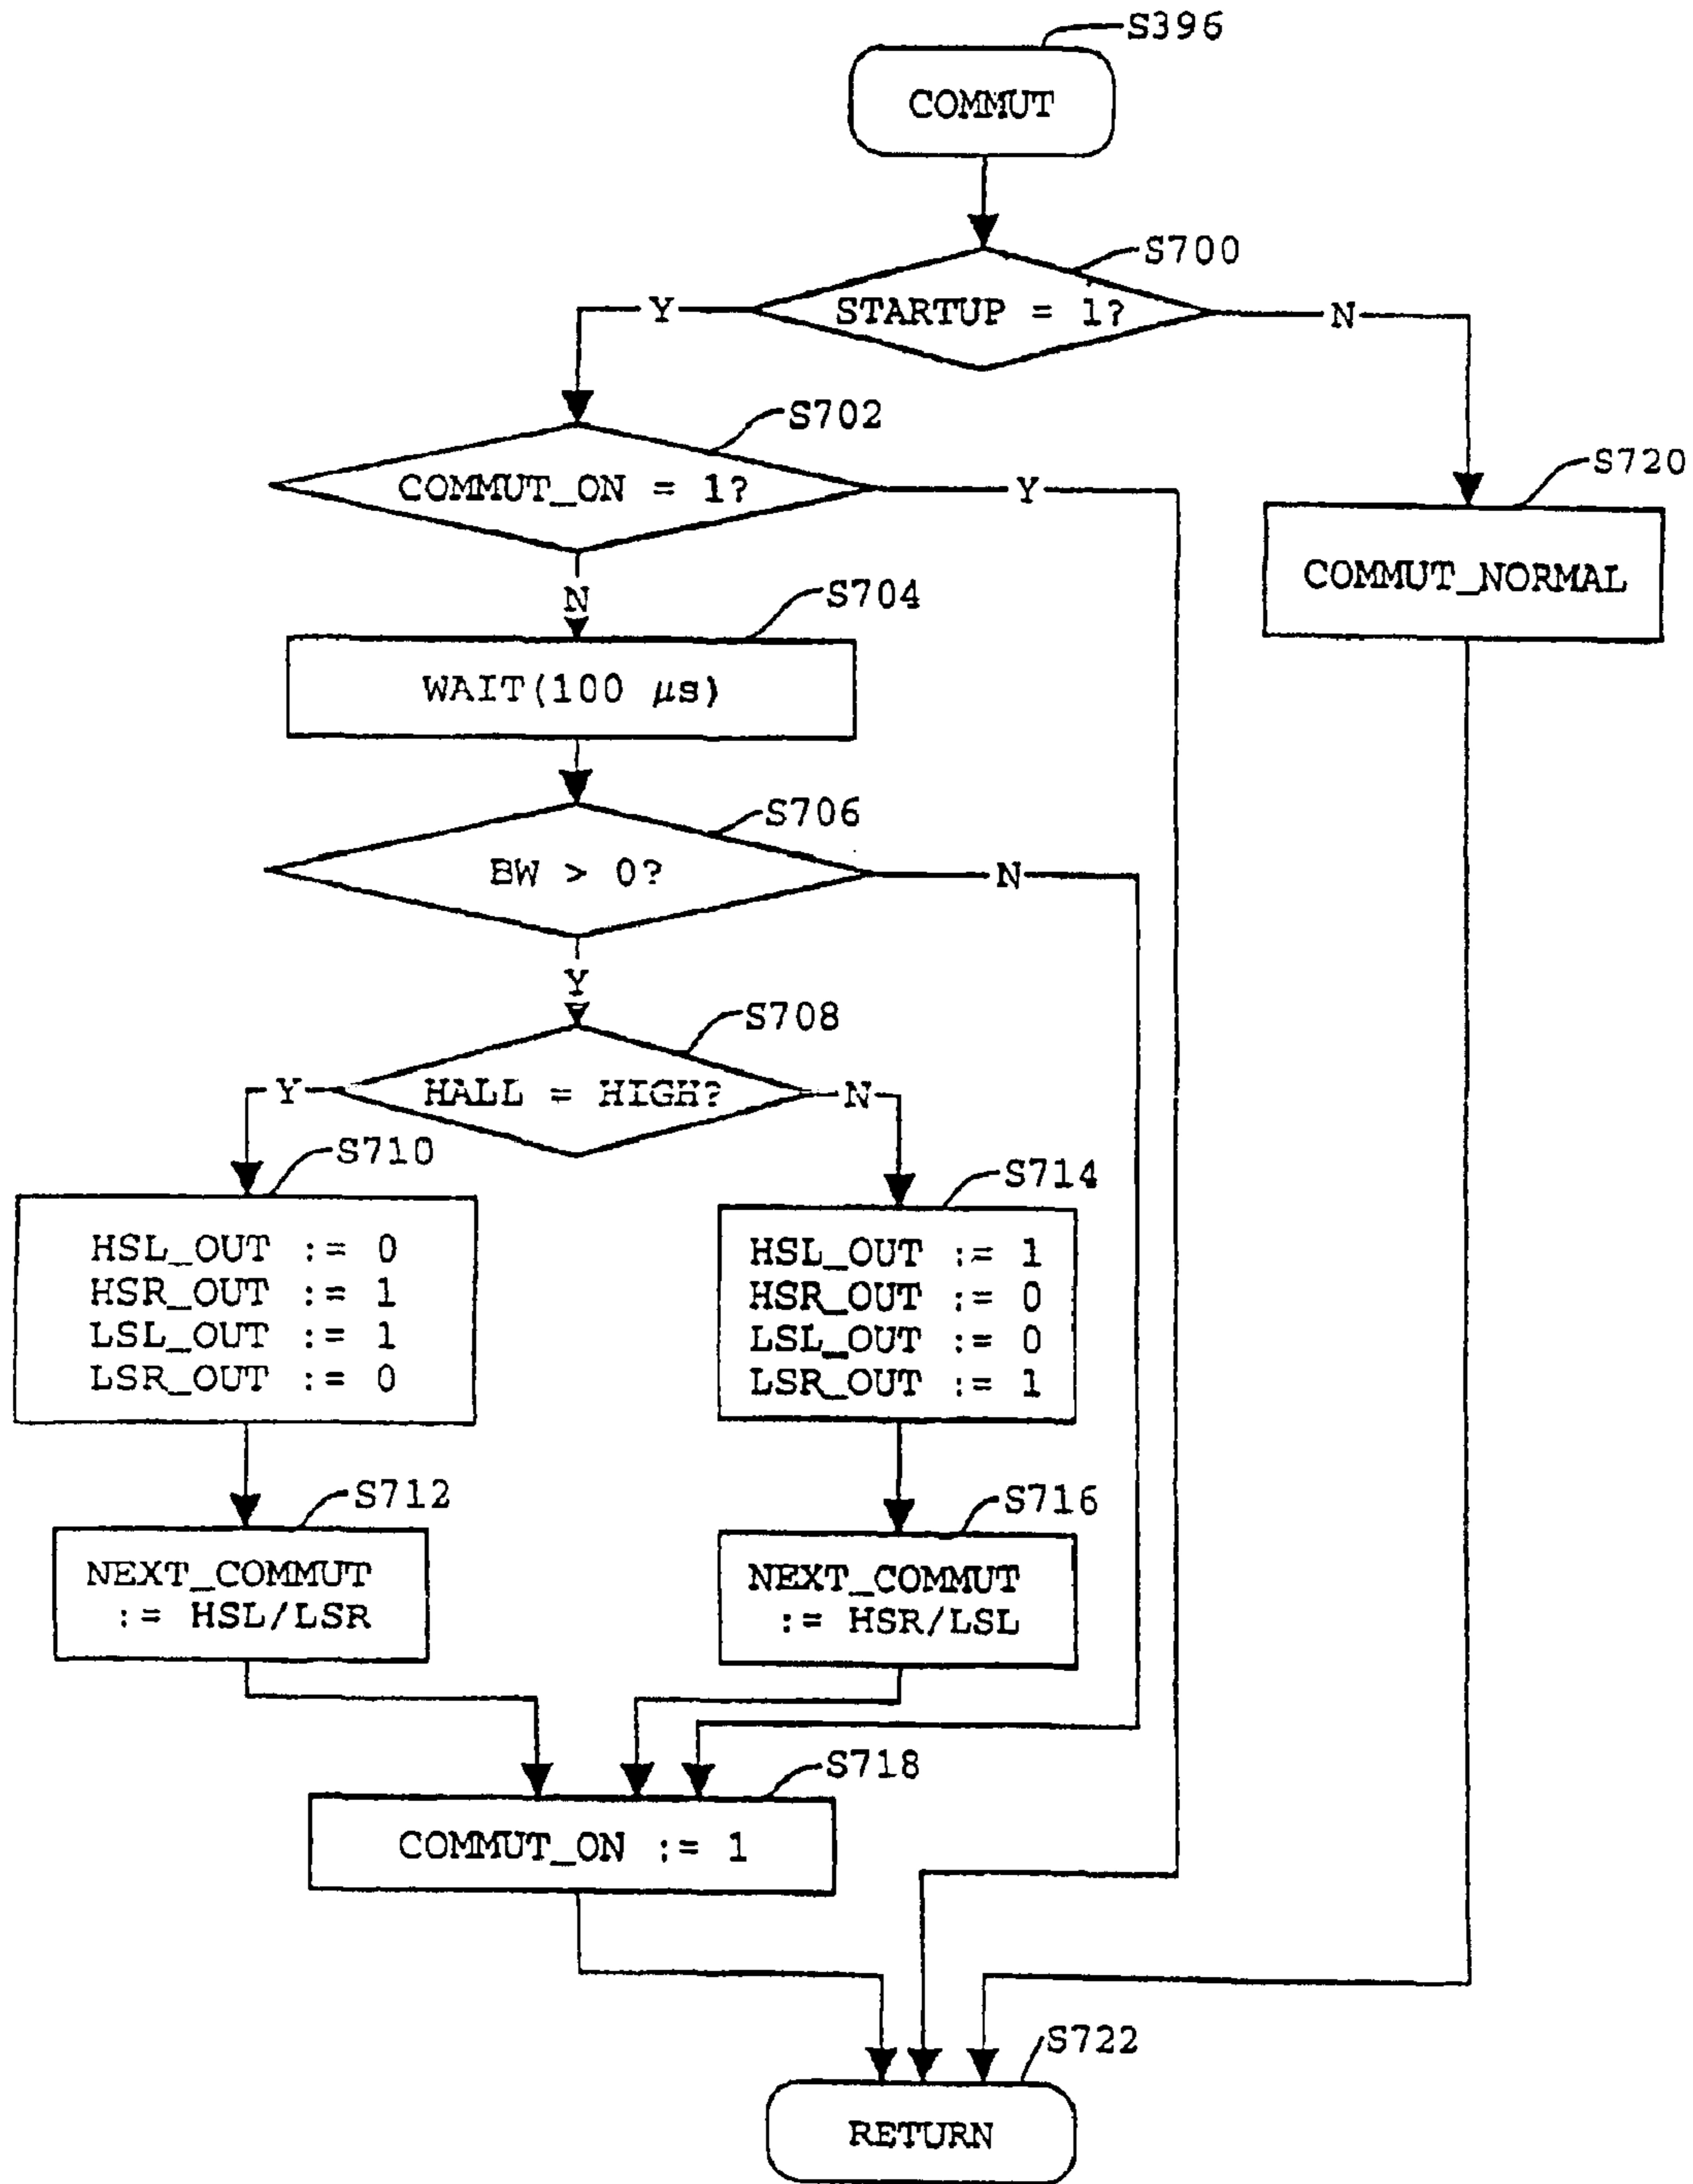 S396
COMMUT
S700
STARTUP = 1?
Y
N
S702
COMMUT_ON = 1?
Y
S720
COMMUT_NORMAL
N
S704
WAIT(100 μs)
S706
BW > 0?
N
Y
S708
HALL = HIGH?
Y
N
S710
HSL_OUT := 0
HSR_OUT := 1
LSL_OUT := 1
LSR_OUT := 0
S714
HSL_OUT := 1
HSR_OUT := 0
LSL_OUT := 0
LSR_OUT := 1
S712
NEXT_COMMUT
:= HSL/LSR
S716
NEXT_COMMUT
:= HSR/LSL
S718
COMMUT_ON := 1
S722
RETURN